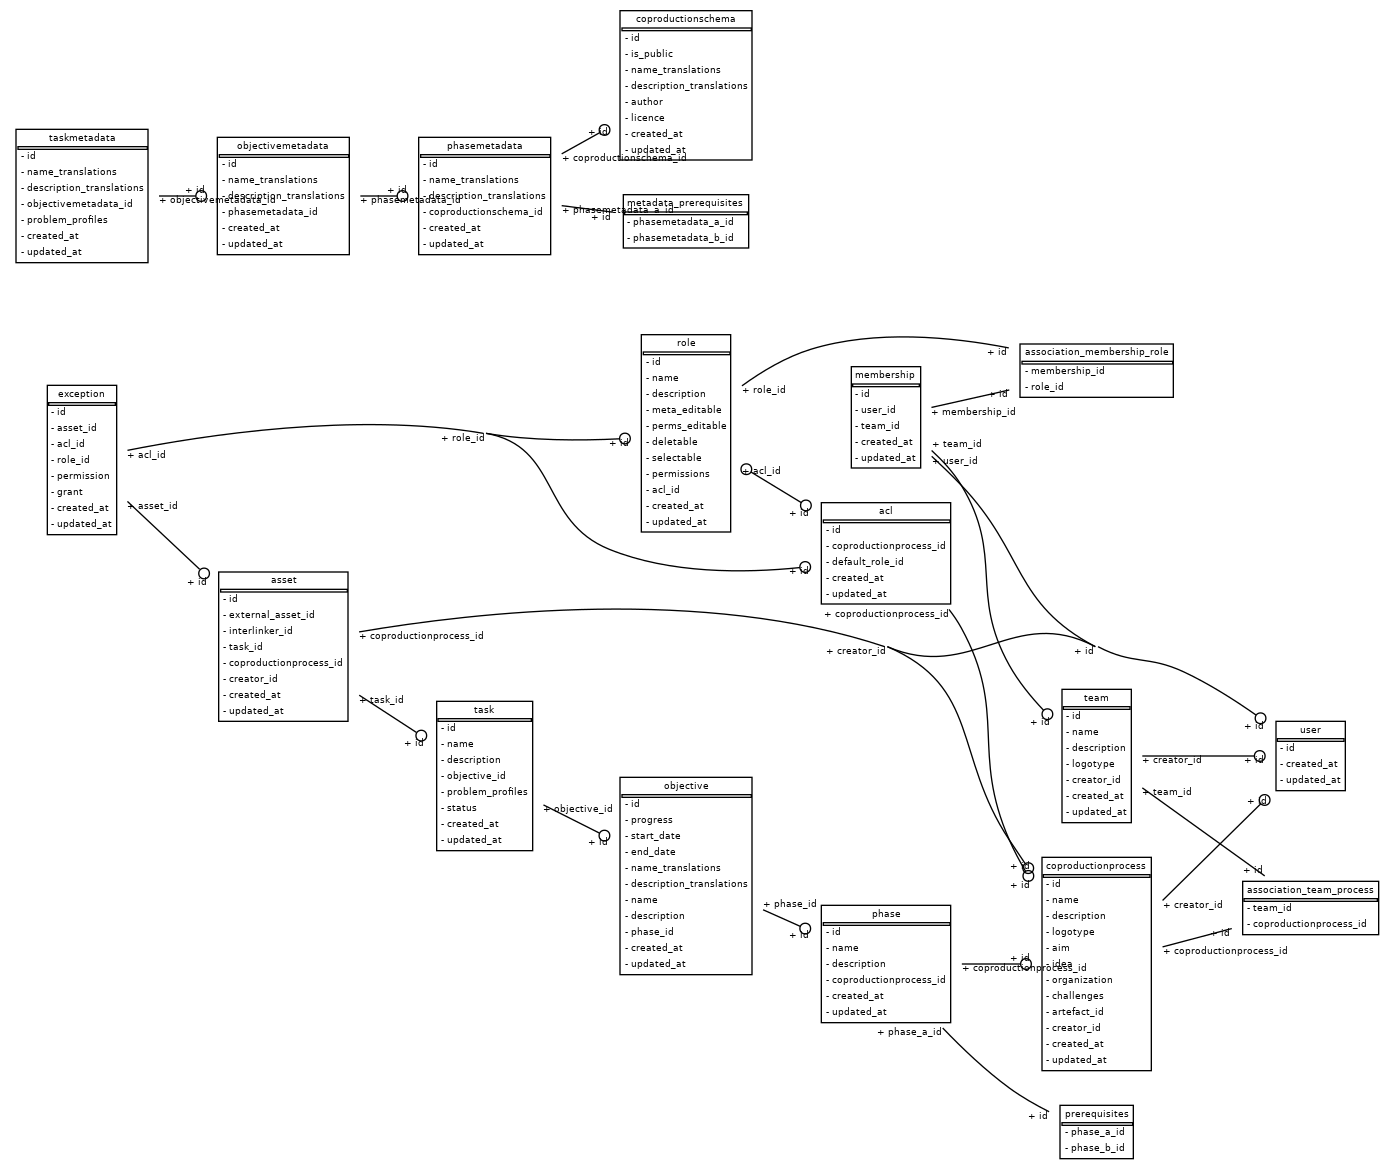 coproductionschema
- id
- is_public
- name_translations
- description_translations
- author
- licence
- created_at
- updated_at
taskmetadata
- id
- name_translations
- description_translations
- objectivemetadata_id
- problem_profiles
- created_at
- updated_at
+ id
+ objectivemetadata_id
objectivemetadata
- id
- name_translations
- description_translations
- phasemetadata_id
- created_at
- updated_at
+ id
+ phasemetadata_id
phasemetadata
- id
- name_translations
- description_translations
- coproductionschema_id
- created_at
- updated_at
+ id
+ coproductionschema_id
+ phasemetadata_a_id
+ id
metadata_prerequisites
- phasemetadata_a_id
- phasemetadata_b_id
role
- id
- name
- description
- meta_editable
- perms_editable
- deletable
- selectable
- permissions
- acl_id
- created_at
- updated_at
+ id
+ role_id
association_membership_role
- membership_id
- role_id
membership
- id
- user_id
- team_id
- created_at
- updated_at
+ id
+ membership_id
+ team_id
+ user_id
exception
- id
- asset_id
- acl_id
- role_id
- permission
- grant
- created_at
- updated_at
+ acl_id
+ role_id
+ id
+ asset_id
+ id
+ acl_id
+ id
acl
- id
- coproductionprocess_id
- default_role_id
- created_at
- updated_at
+ id
+ coproductionprocess_id
asset
- id
- external_asset_id
- interlinker_id
- task_id
- coproductionprocess_id
- creator_id
- created_at
- updated_at
+ coproductionprocess_id
+ creator_id
+ id
+ task_id
+ id
task
- id
- name
- description
- objective_id
- problem_profiles
- status
- created_at
- updated_at
+ objective_id
+ id
team
- id
- name
- description
- logotype
- creator_id
- created_at
- updated_at
+ id
+ creator_id
+ id
+ team_id
+ id
user
- id
- created_at
- updated_at
+ id
+ id
objective
- id
- progress
- start_date
- end_date
- name_translations
- description_translations
- name
- description
- phase_id
- created_at
- updated_at
+ phase_id
+ id
phase
- id
- name
- description
- coproductionprocess_id
- created_at
- updated_at
+ id
+ coproductionprocess_id
+ phase_a_id
+ id
+ id
coproductionprocess
- id
- name
- description
- logotype
- aim
- idea
- organization
- challenges
- artefact_id
- creator_id
- created_at
- updated_at
+ creator_id
+ id
+ coproductionprocess_id
association_team_process
- team_id
- coproductionprocess_id
+ id
prerequisites
- phase_a_id
- phase_b_id